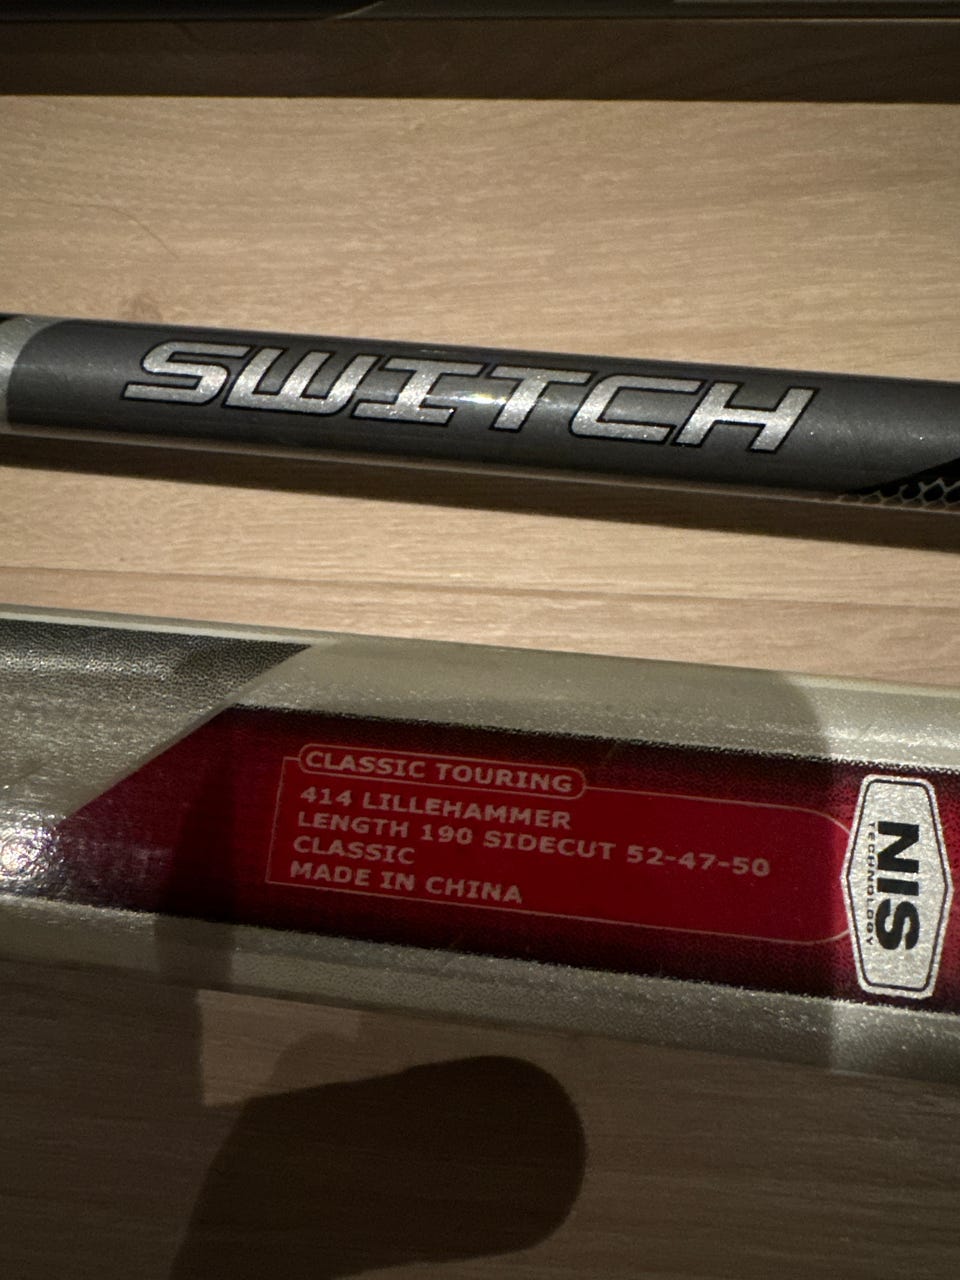 SWITCH
CLASSIC TOURING
414 LILLEHAMMER
LENGTH 190 SIDECUT 52-47-50
CLASSIC
MADE IN CHINA
NIS
TECHNOLOGY